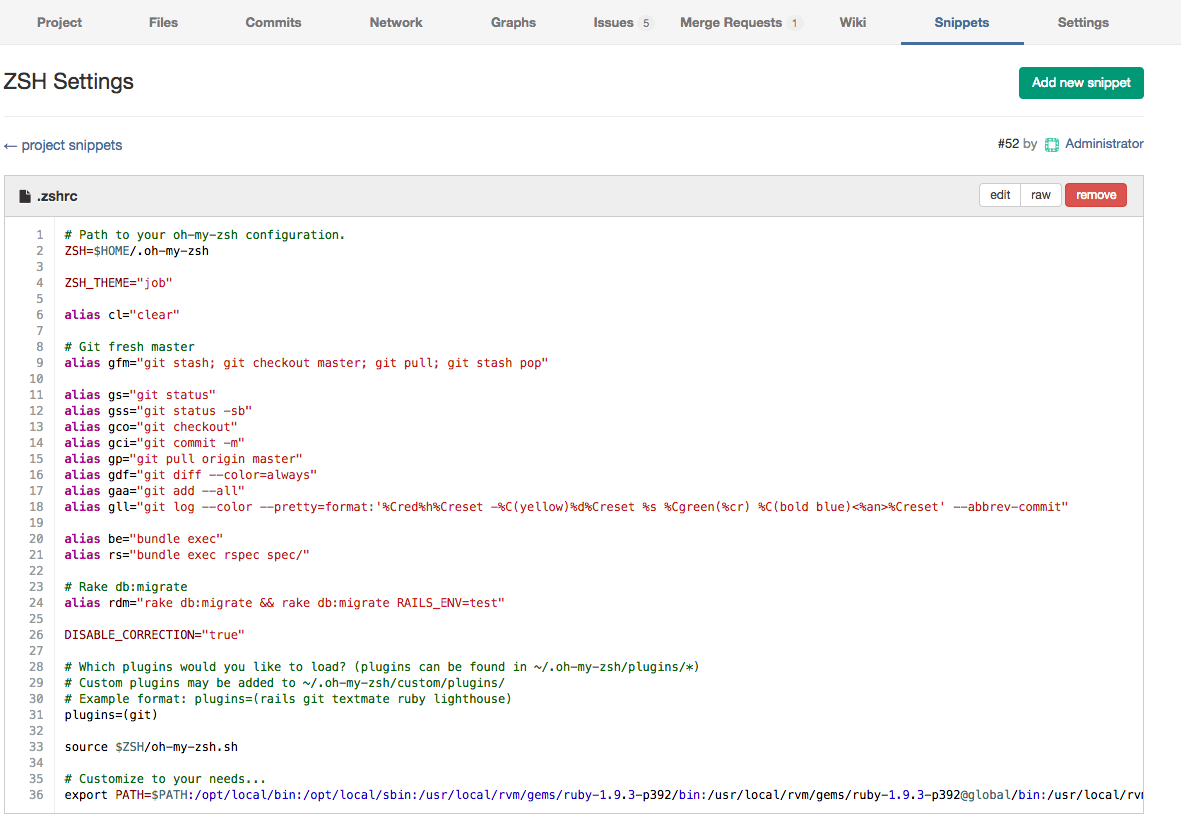 Project Files Commits Network Graphs Issues 5 Merge Requests 1 Wiki Snippets Settings
ZSH Settings Add new snippet
← project snippets #52 by Administrator
.zshrc edit raw remove
1 # Path to your oh-my-zsh configuration.
2 ZSH=$HOME/.oh-my-zsh
3
4 ZSH_THEME="job"
5
6 alias cl="clear"
7
8 # Git fresh master
9 alias gfm="git stash; git checkout master; git pull; git stash pop"
10
11 alias gs="git status"
12 alias gss="git status -sb"
13 alias gco="git checkout"
14 alias gci="git commit -m"
15 alias gp="git pull origin master"
16 alias gdf="git diff --color=always"
17 alias gaa="git add --all"
18 alias gll="git log --color --pretty=format:'%Cred%h%Creset -%C(yellow)%d%Creset %s %Cgreen(%cr) %C(bold blue)<%an>%Creset' --abbrev-commit"
19
20 alias be="bundle exec"
21 alias rs="bundle exec rspec spec/"
22
23 # Rake db:migrate
24 alias rdm="rake db:migrate && rake db:migrate RAILS_ENV=test"
25
26 DISABLE_CORRECTION="true"
27
28 # Which plugins would you like to load? (plugins can be found in ~/.oh-my-zsh/plugins/*)
29 # Custom plugins may be added to ~/.oh-my-zsh/custom/plugins/
30 # Example format: plugins=(rails git textmate ruby lighthouse)
31 plugins=(git)
32
33 source $ZSH/oh-my-zsh.sh
34
35 # Customize to your needs...
36 export PATH=$PATH:/opt/local/bin:/opt/local/sbin:/usr/local/rvm/gems/ruby-1.9.3-p392/bin:/usr/local/rvm/gems/ruby-1.9.3-p392@global/bin:/usr/local/